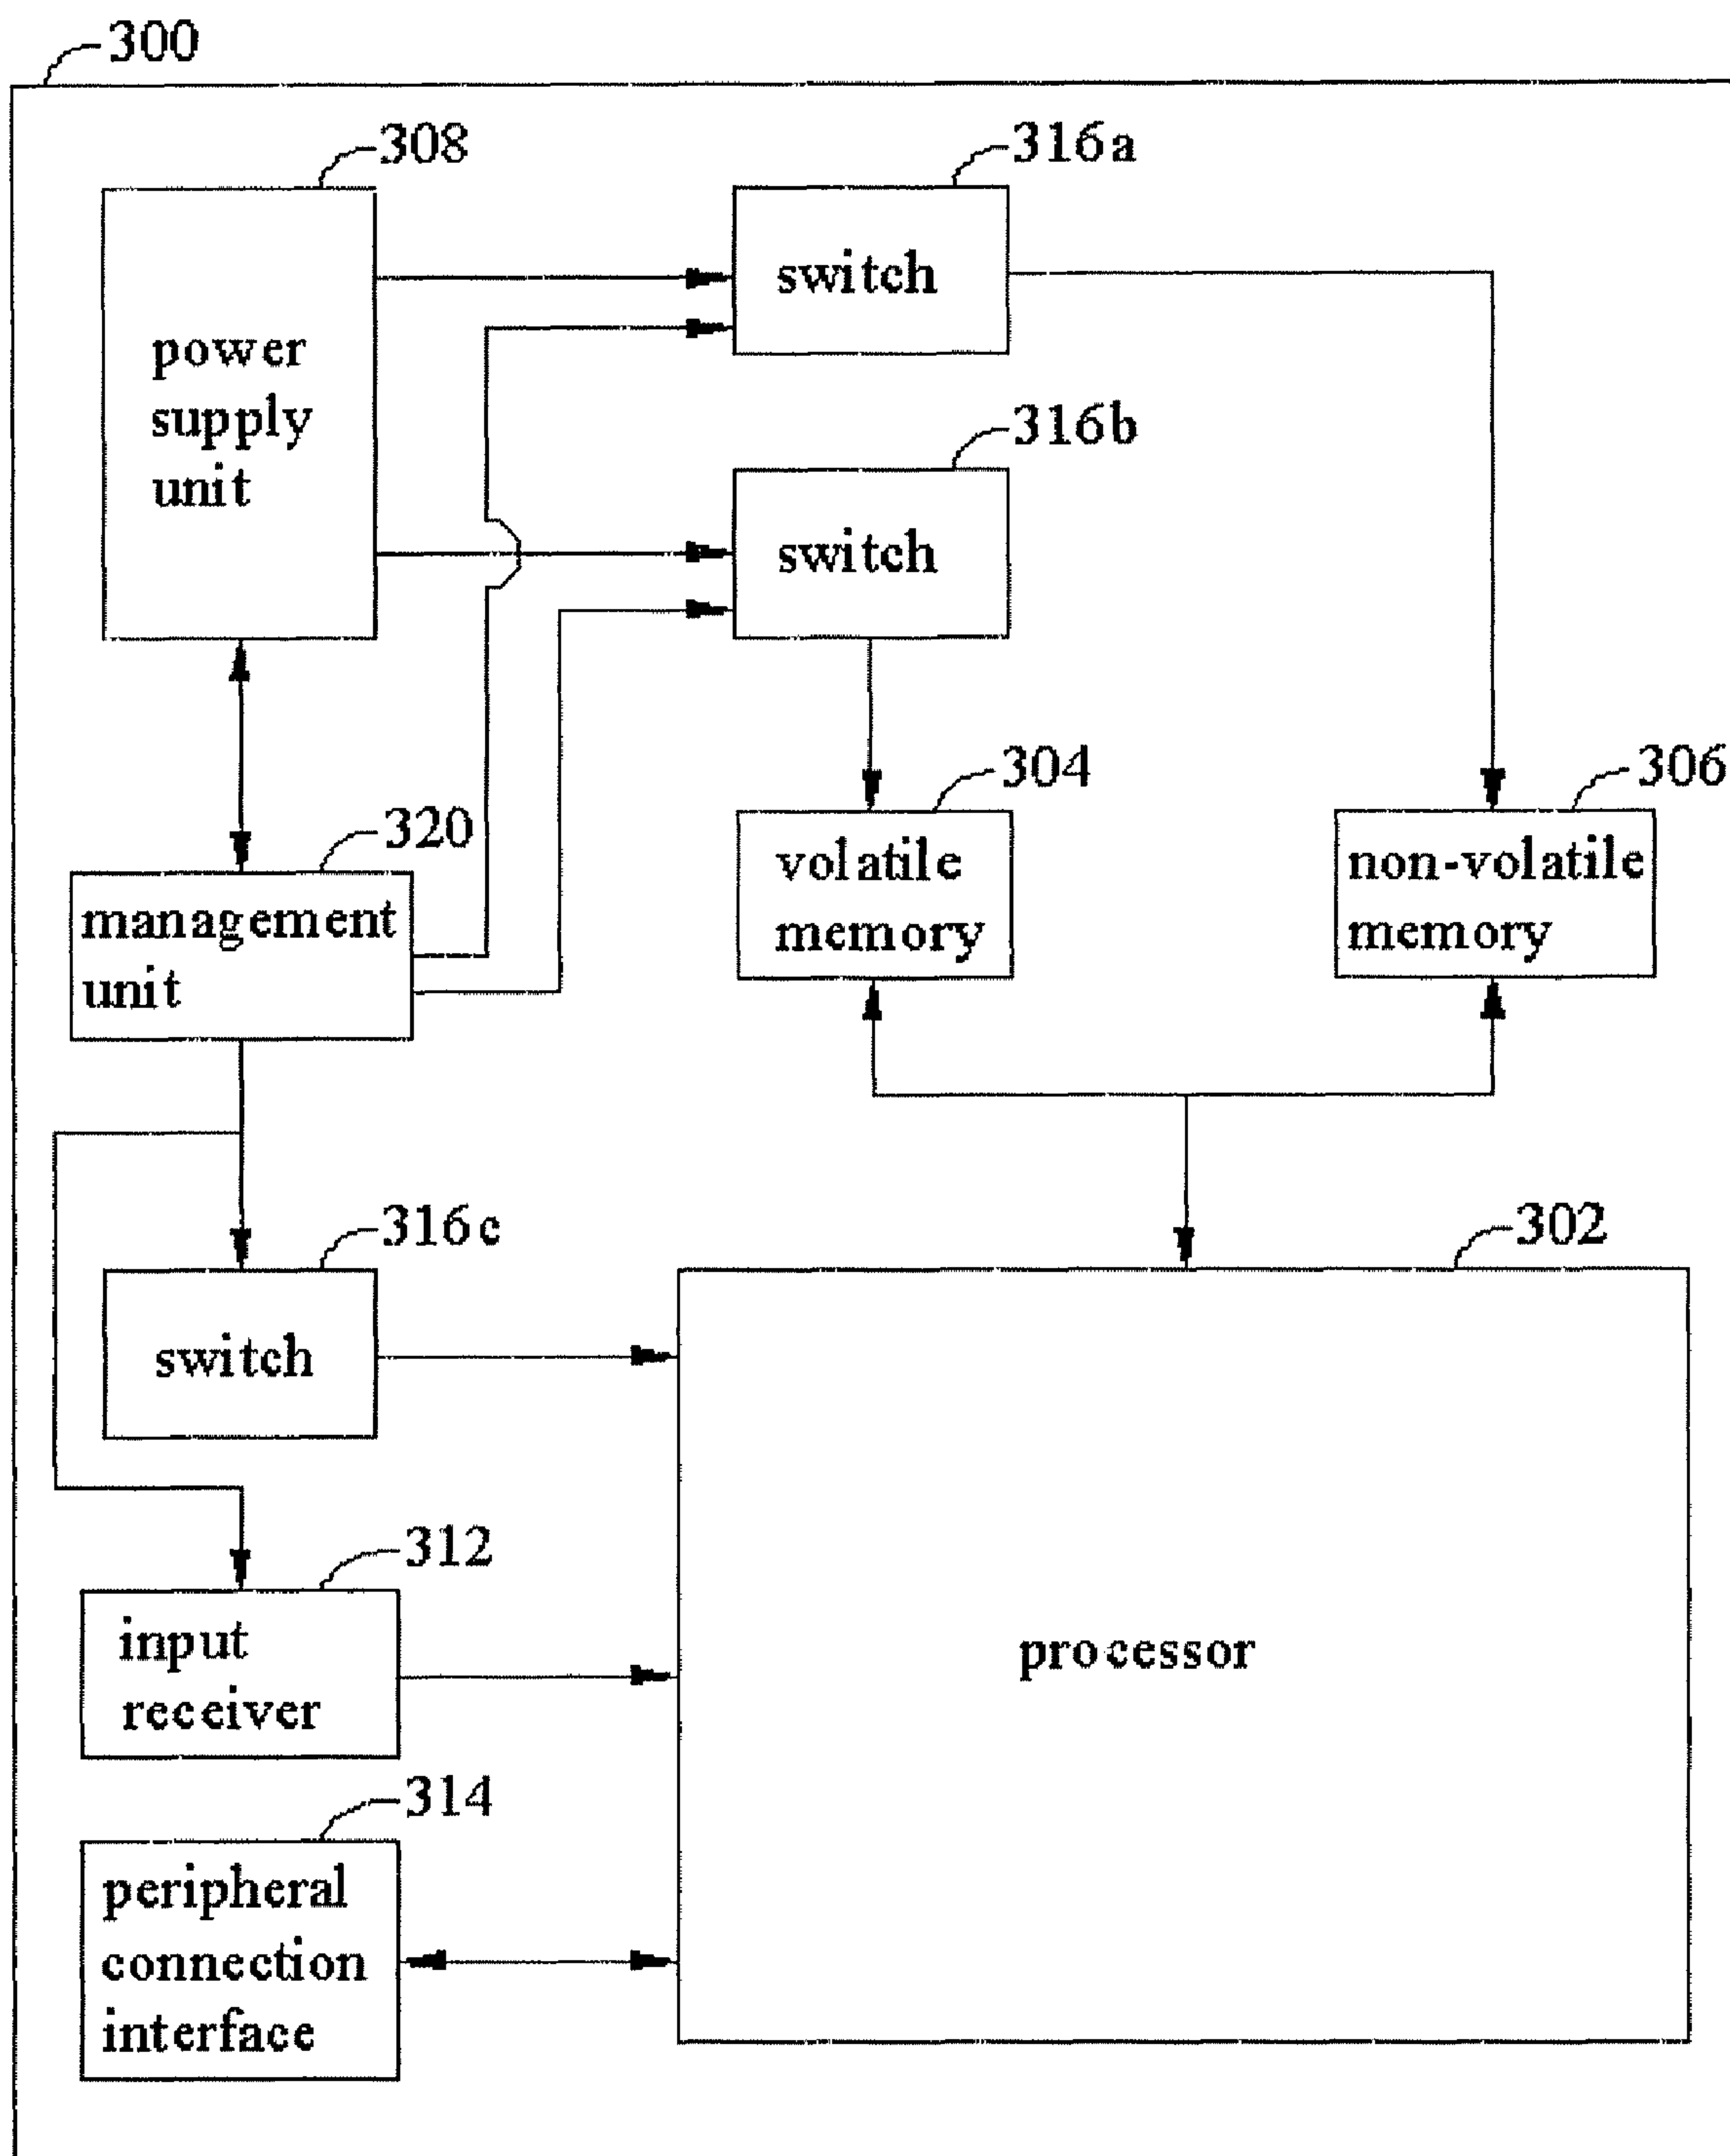 300
308
316a
power
supply
unit
switch
316b
switch
320
management
unit
304
volatile
memory
306
non-volatile
memory
316c
switch
302
processor
312
input
receiver
314
peripheral
connection
interface